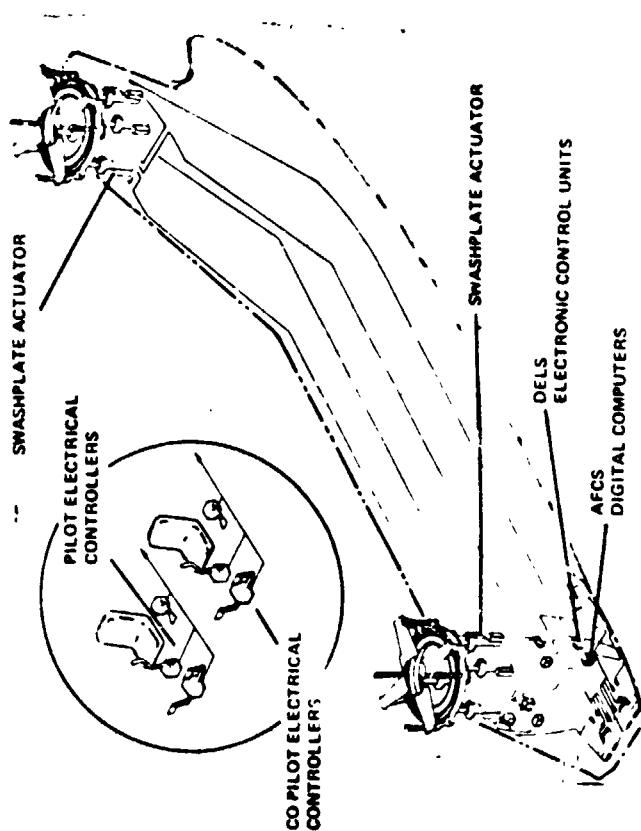 SWASHPLATE ACTUATOR
PILOT ELECTRICAL
CONTROLLERS
CO PILOT ELECTRICAL
CONTROLLERS
SWASHPLATE ACTUATOR
DELS
ELECTRONIC CONTROL UNITS
AFCS
DIGITAL COMPUTERS